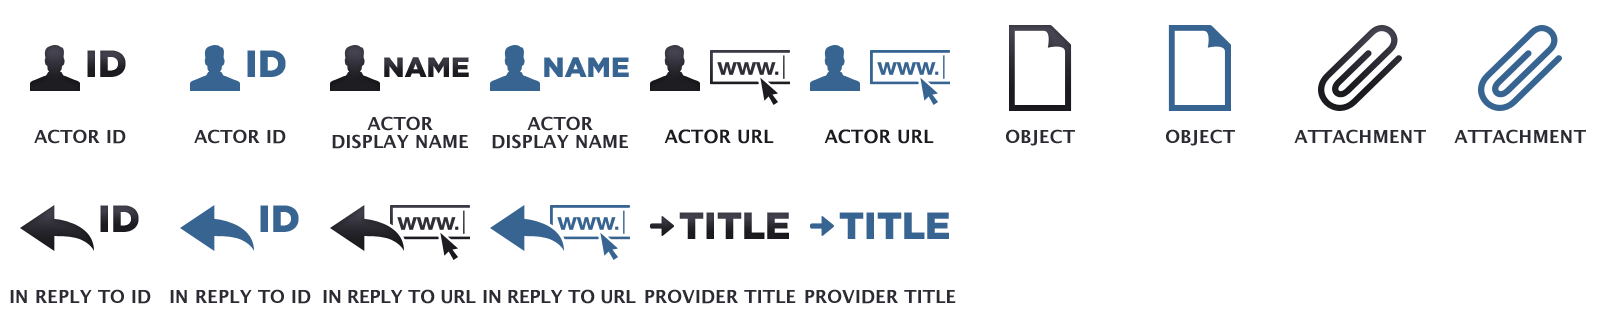 ID
ID
NAME
NAME
www.
www.
ACTOR ID
ACTOR ID
ACTOR
DISPLAY NAME
ACTOR
DISPLAY NAME
ACTOR URL
ACTOR URL
OBJECT
OBJECT
ATTACHMENT
ATTACHMENT
ID
ID
www.
www.
TITLE
TITLE
IN REPLY TO ID
IN REPLY TO ID
IN REPLY TO URL
IN REPLY TO URL
PROVIDER TITLE
PROVIDER TITLE